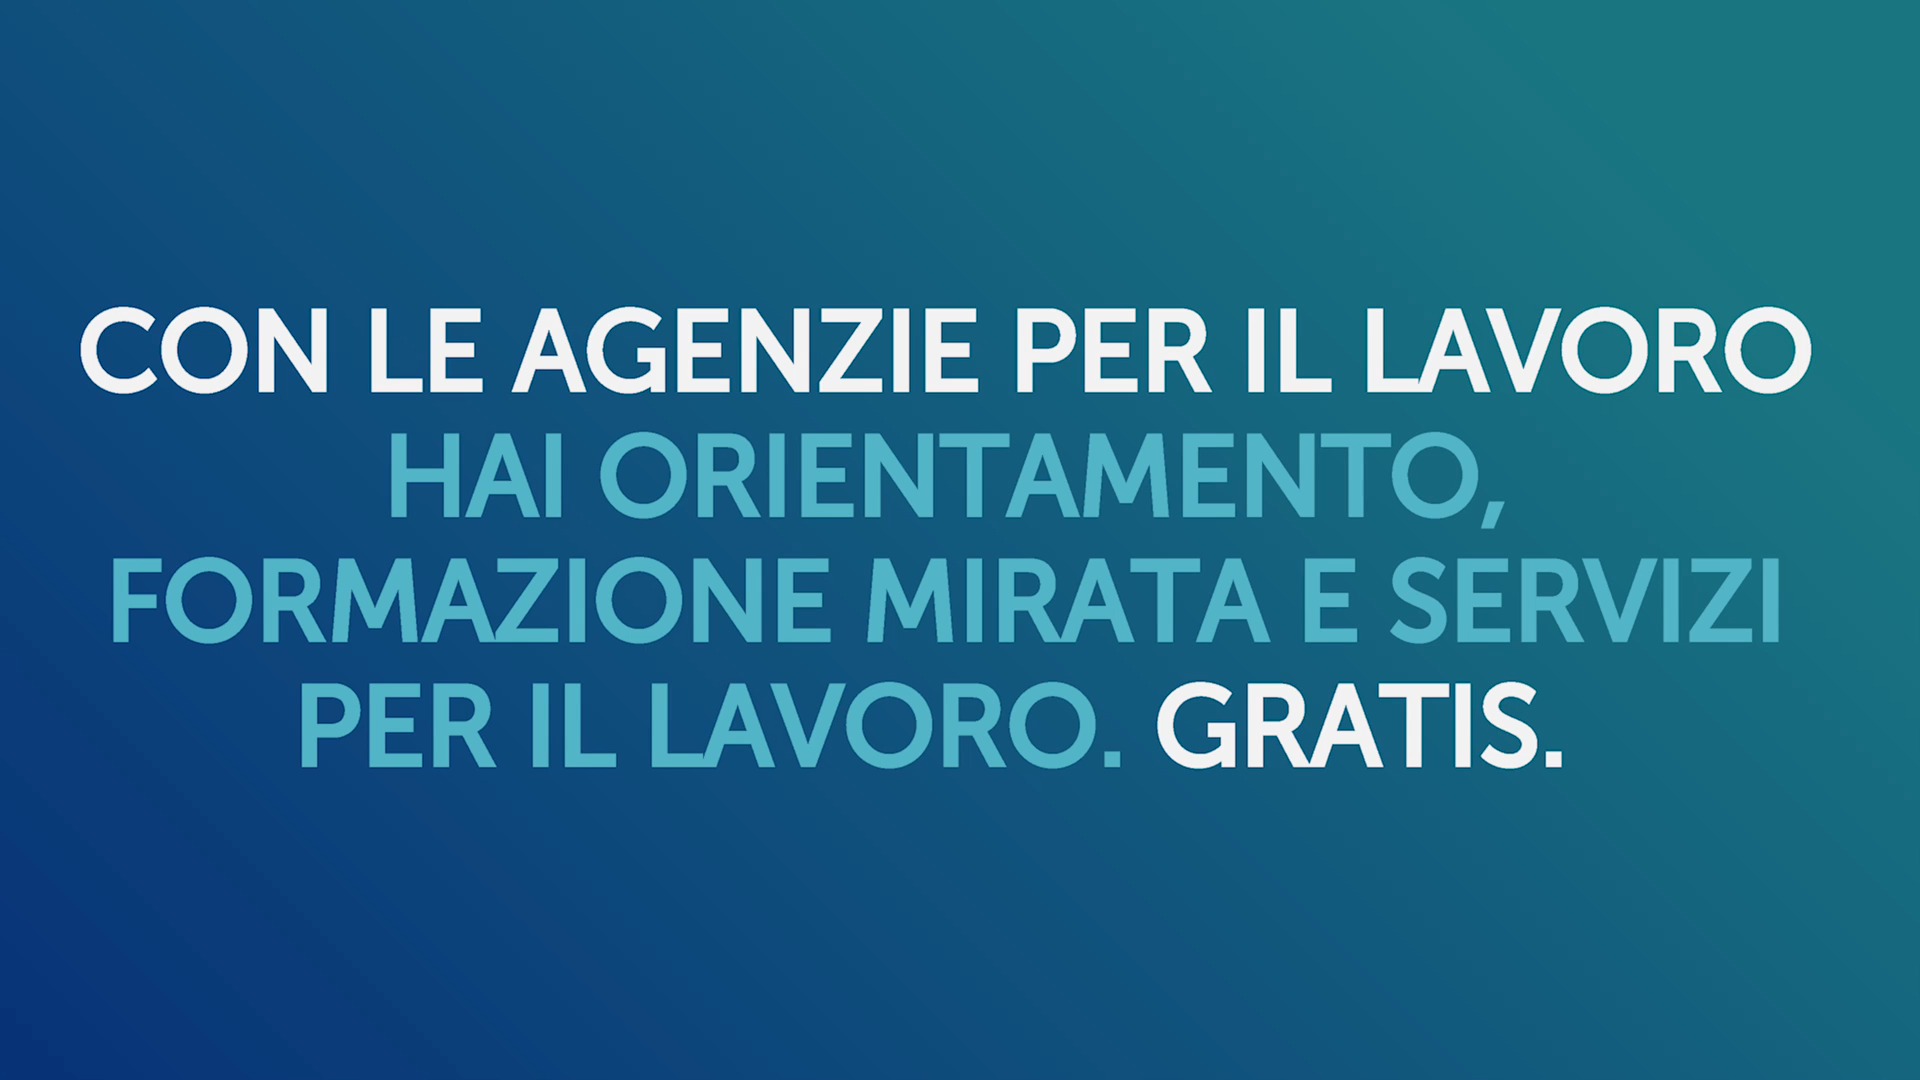 CON LE AGENZIE PER IL LAVORO
HAI ORIENTAMENTO,
FORMAZIONE MIRATA E SERVIZI
PER IL LAVORO. GRATIS.